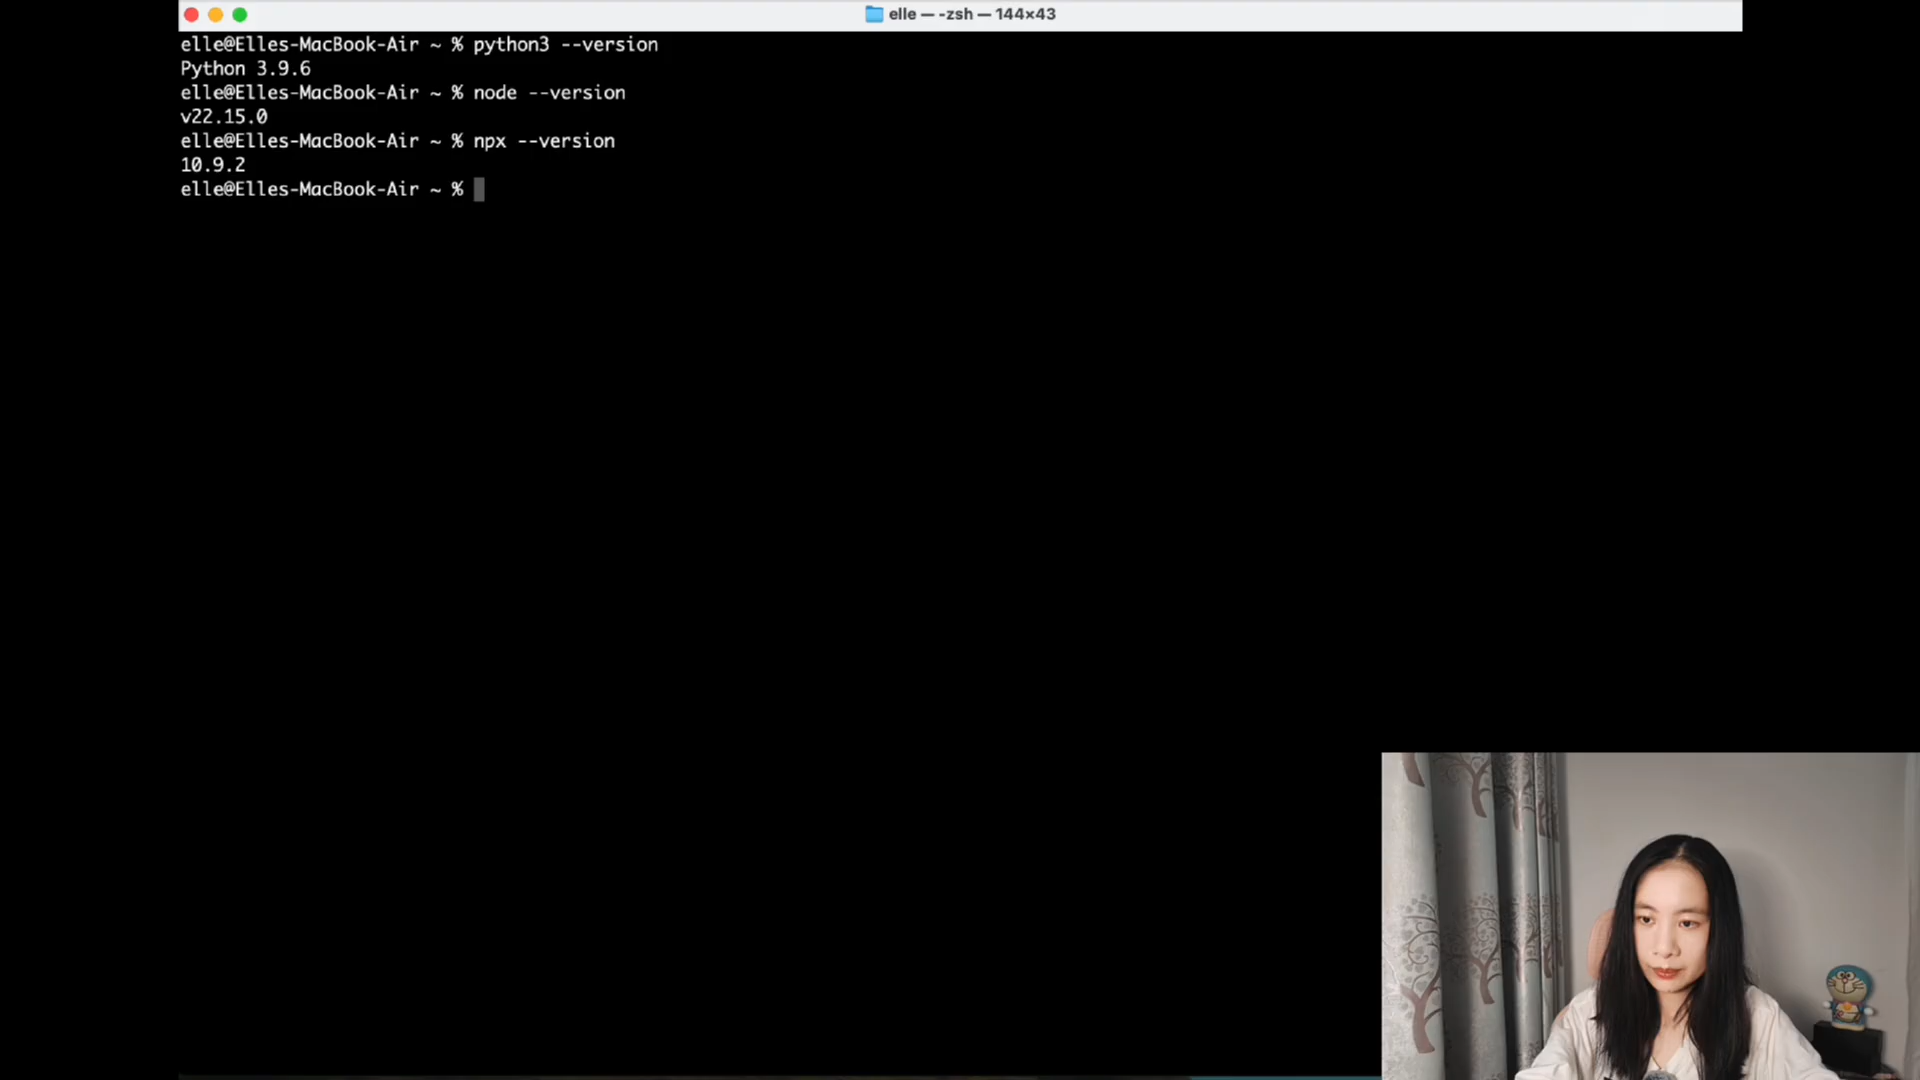 elle — -zsh — 144×43
elle@Elles-MacBook-Air ~ % python3 --version
Python 3.9.6
elle@Elles-MacBook-Air ~ % node --version
v22.15.0
elle@Elles-MacBook-Air ~ % npx --version
10.9.2
elle@Elles-MacBook-Air ~ %